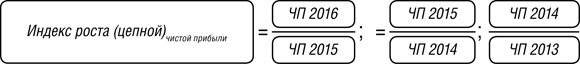 Индекс роста (цепной) чистой прибыли = ЧП 2016 / ЧП 2015 ; = ЧП 2015 / ЧП 2014 ; ЧП 2014 / ЧП 2013